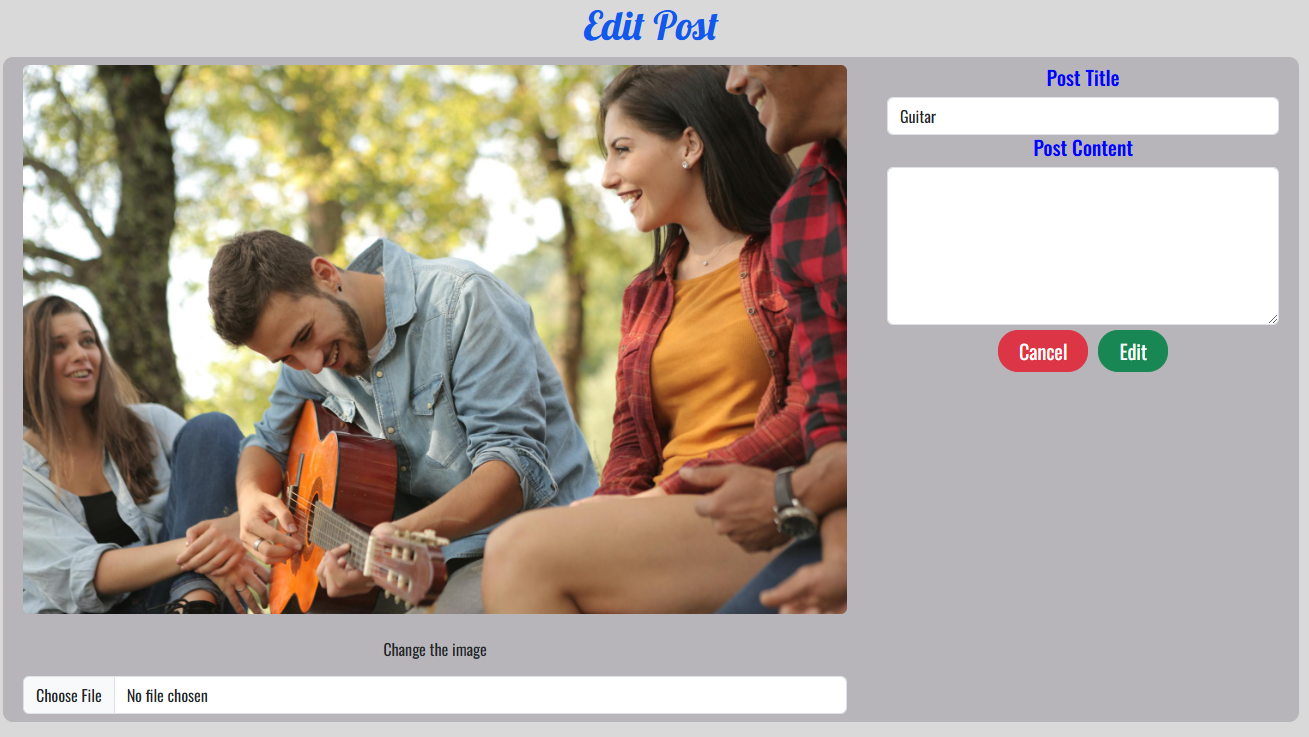 Edit Post
Post Title
Guitar
Post Content
Cancel
Edit
Change the image
Choose File
No file chosen